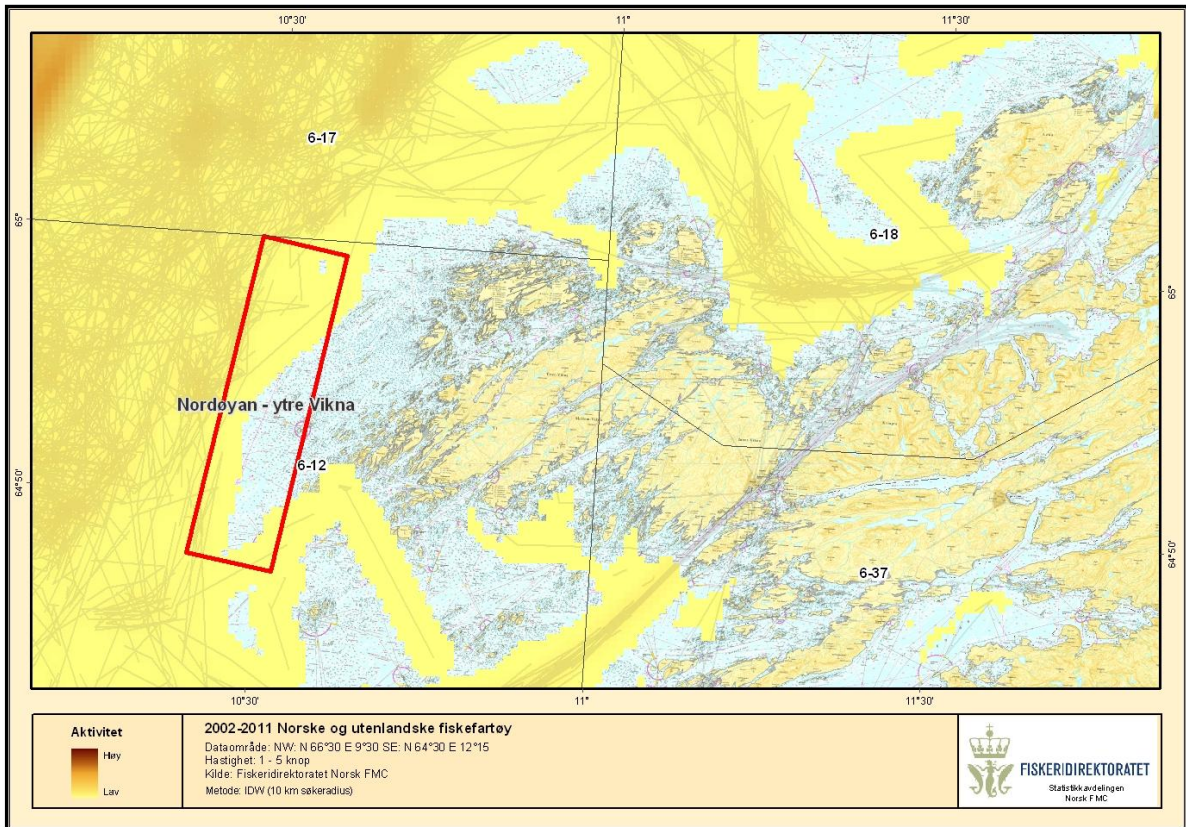 10°30' 11° 11°30'
6-17
65°
6-18
65°
Nordøyan - ytre Vikna
6-12
64°50'
64°50'
6-37
10°30' 11° 11°30'
Aktivitet
Høy
Lav
2002-2011 Norske og utenlandske fiskefartøy
Dataområde: NW: N 66°30 E 9°30 SE: N 64°30 E 12°15
Hastighet: 1 - 5 knop
Kilde: Fiskeridirektoratet Norsk FMC
Metode: IDW (10 km søkeradius)
FISKERIDIREKTORATET
Statistikkavdelingen
Norsk FMC